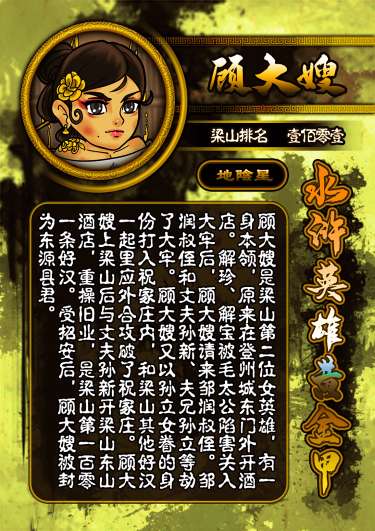 顾大嫂
梁山排名 壹佰零壹
地陰星
水浒英雄黄金甲
顾大嫂是梁山第二位女英雄，有一
身本领，原来在登州城东门外开酒
店。解珍、解宝被毛太公陷害关入
大牢后，顾大嫂请来邹润叔侄。邹
润叔侄和丈夫孙新、夫兄孙立等劫
了大牢。顾大嫂又以孙立女眷的身
份打入祝家庄内，和梁山其他好汉
一起里应外合攻破了祝家庄。顾大
嫂上梁山后与丈夫孙新开梁山东山
酒店，重操旧业，是梁山第一百零
一条好汉。受招安后，顾大嫂被封
为东源县君。